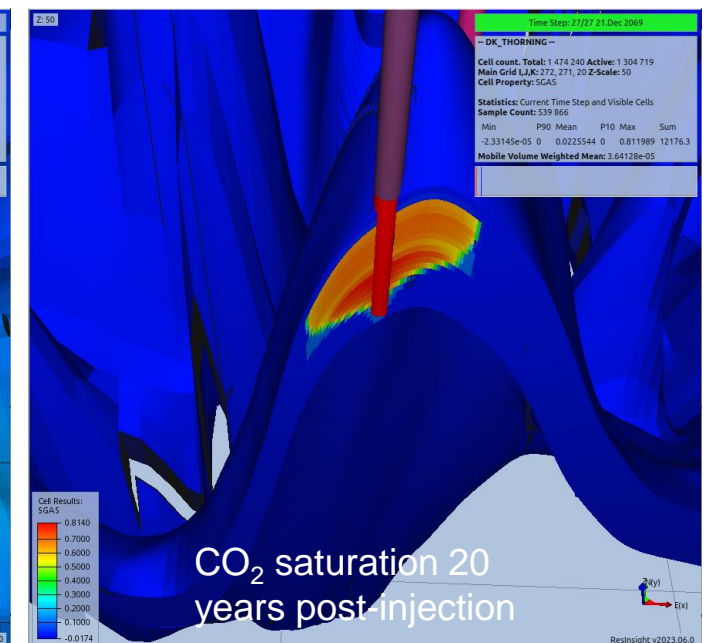 Z: 50
Time Step: 27/27 21.Dec 2069
-- DK_THORNING --
Cell count. Total: 1 474 240 Active: 1 304 719
Main Grid I,J,K: 272, 271, 20 Z-Scale: 50
Cell Property: SGAS
Statistics: Current Time Step and Visible Cells
Sample Count: 539 866
Min P90 Mean P10 Max Sum
-2.33145e-05 0 0.0225544 0 0.811989 12176.3
Mobile Volume Weighted Mean: 3.64128e-05
Cell Results:
SGAS
0.8140
0.7000
0.6000
0.5000
0.4000
0.3000
0.2000
0.1000
-0.0174
CO₂ saturation 20
years post-injection
N(y)
E(x)
ResInsight v2023.06.0